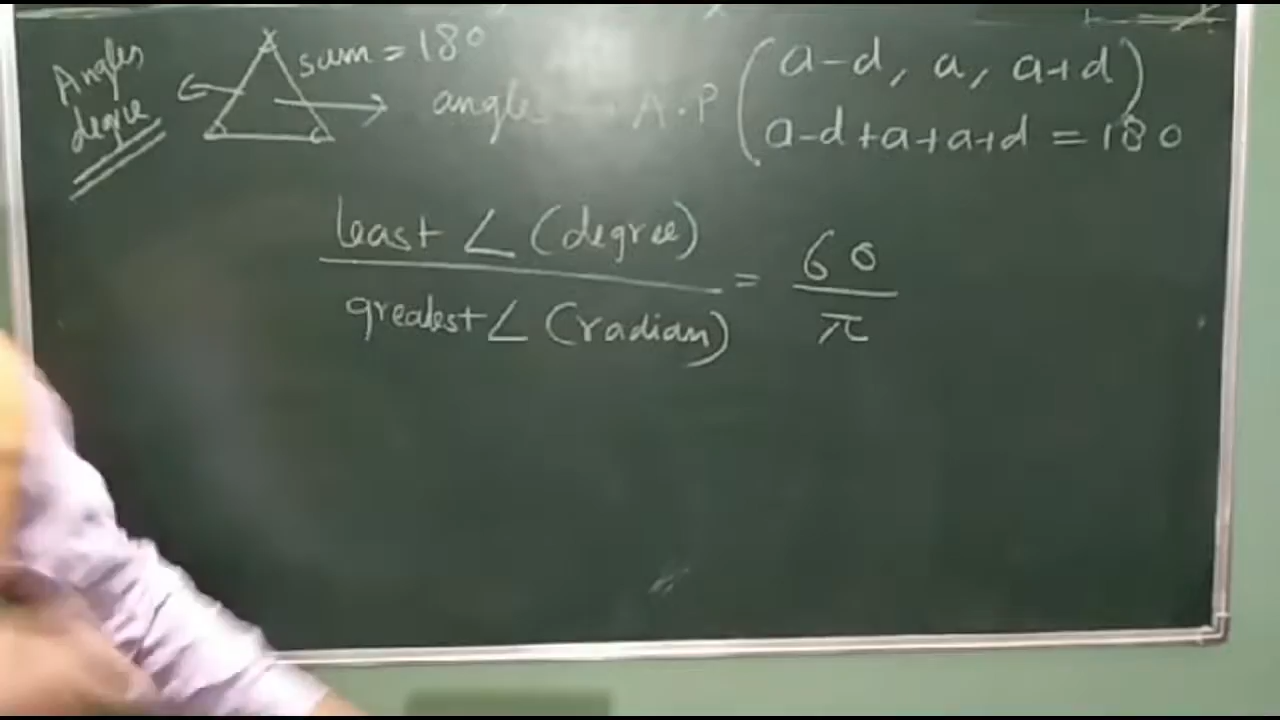 Angles degree
sum = 180
angles A.P (a-d, a, a+d)
a-d+a+a+d = 180
least ∠ (degree) / greatest ∠ (radian) = 60 / π